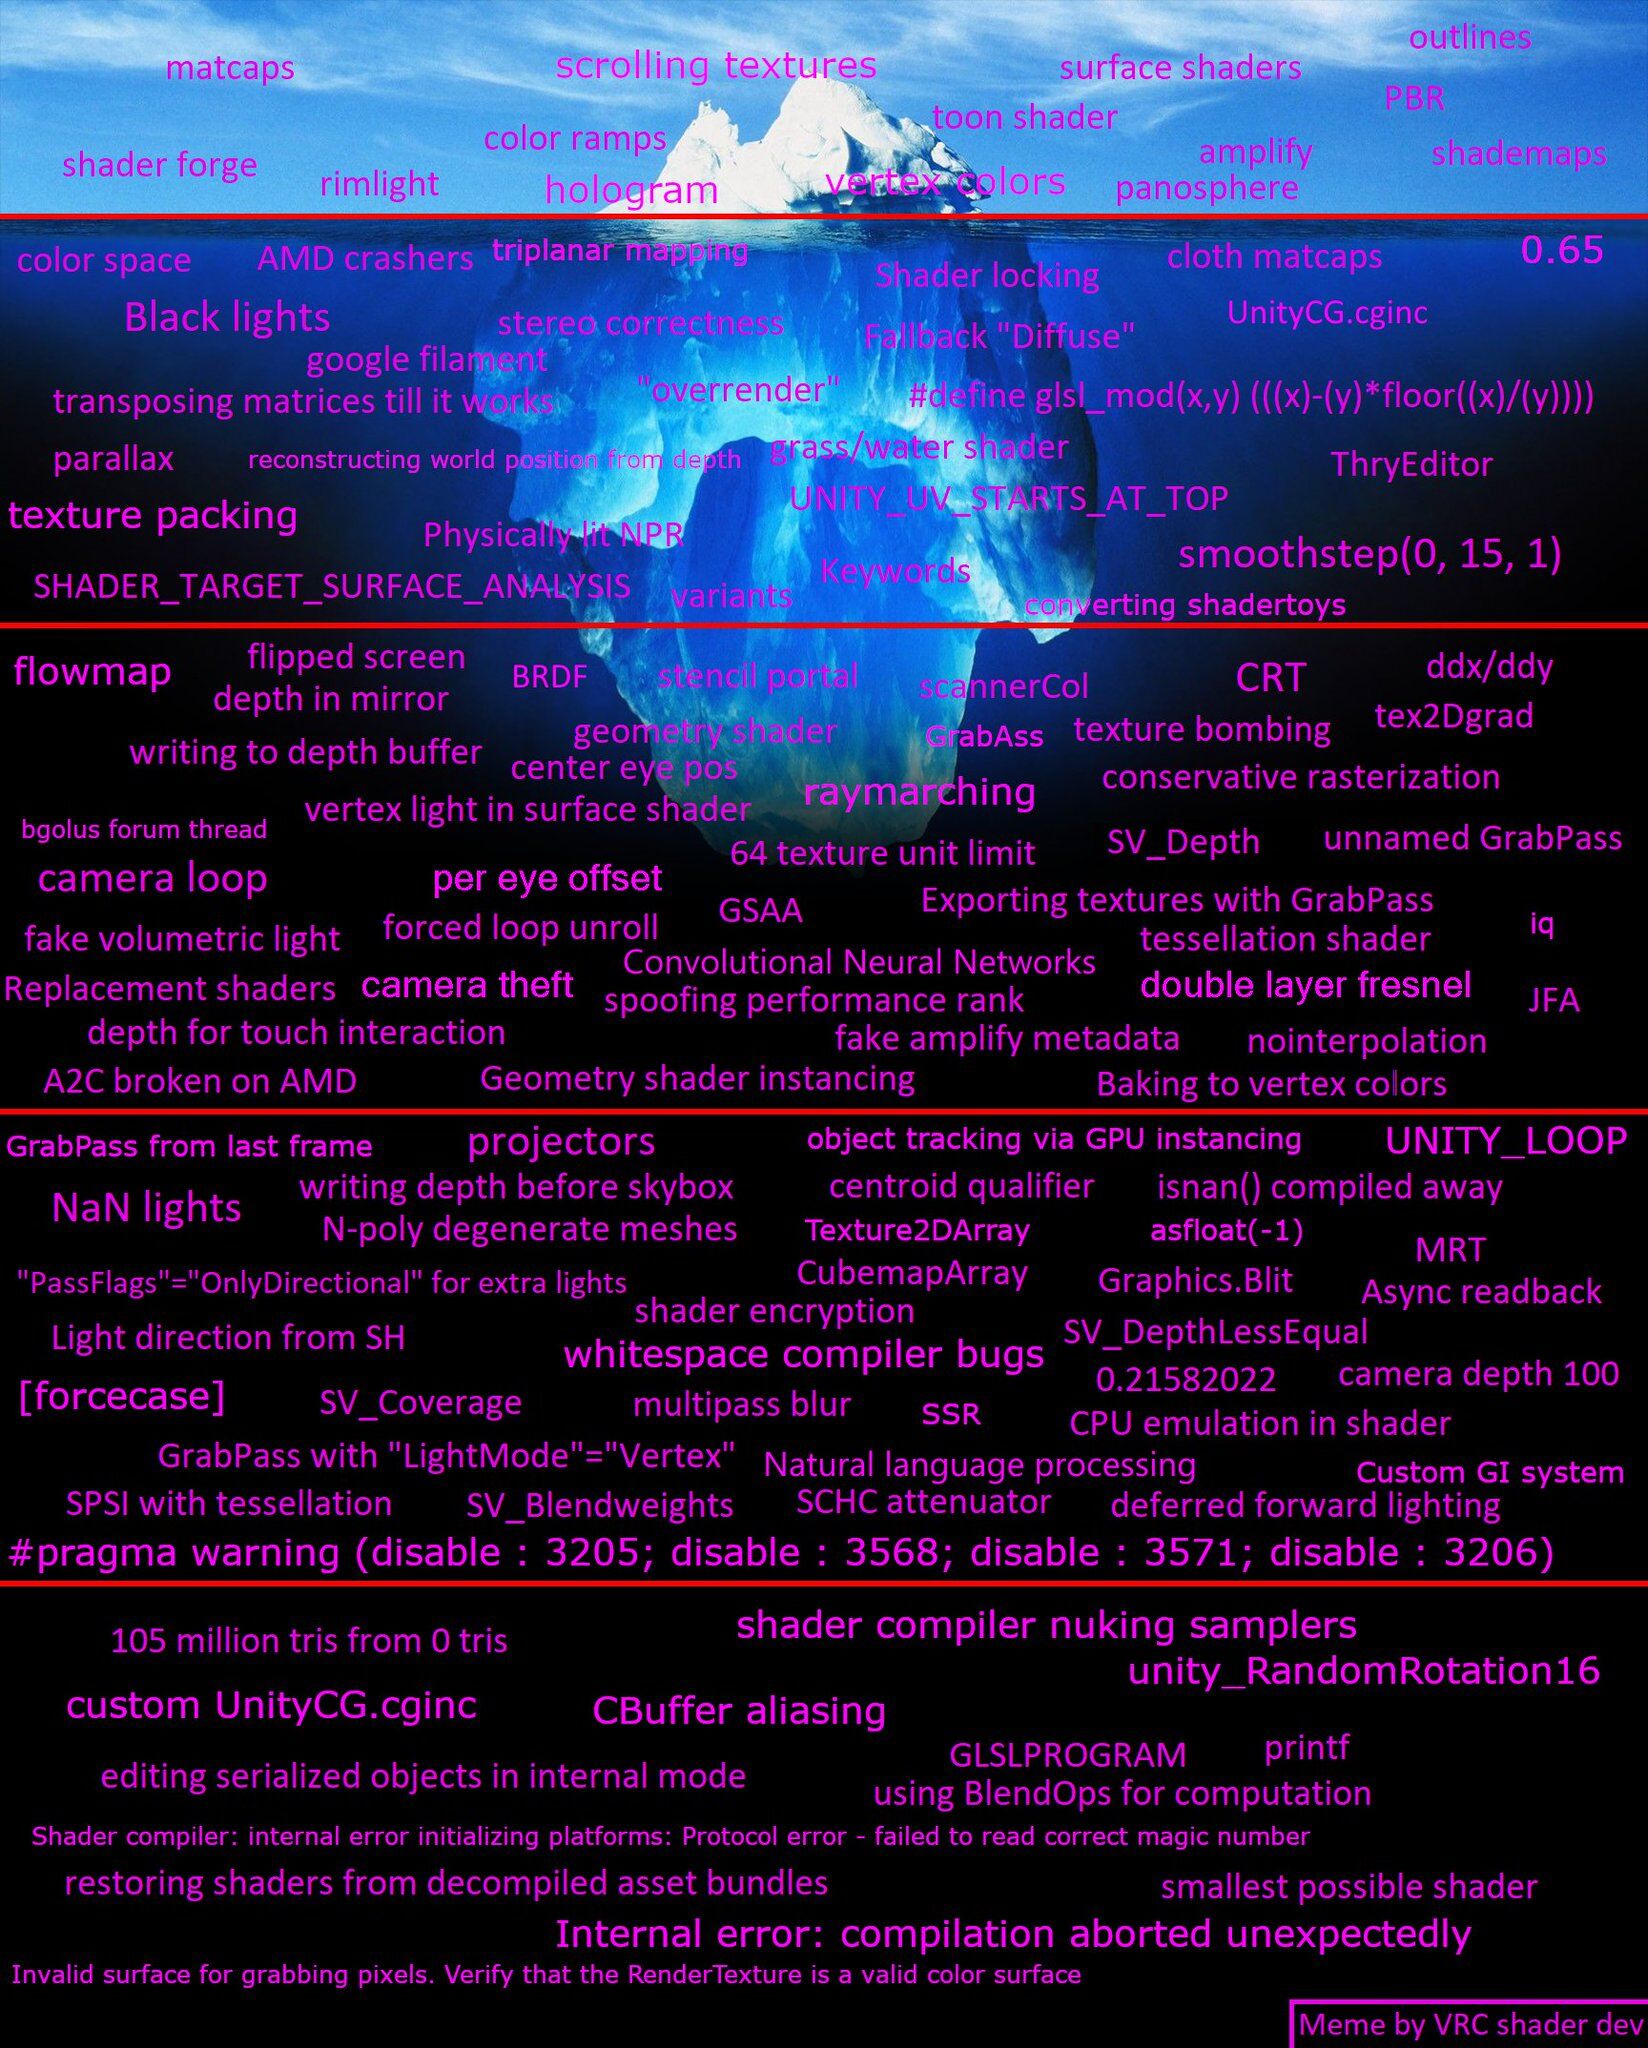 outlines
matcaps
scrolling textures
surface shaders
PBR
toon shader
color ramps
shader forge
amplify
shademaps
rimlight
hologram
vertex colors
panosphere
color space
AMD crashers
triplanar mapping
Shader locking
cloth matcaps
0.65
Black lights
stereo correctness
Fallback "Diffuse"
UnityCG.cginc
google filament
transposing matrices till it works
"overrender"
#define glsl_mod(x,y) (((x)-(y)*floor((x)/(y))))
parallax
reconstructing world position from depth
grass/water shader
ThryEditor
texture packing
UNITY_UV_STARTS_AT_TOP
Physically lit NPR
smoothstep(0, 15, 1)
SHADER_TARGET_SURFACE_ANALYSIS
variants
Keywords
converting shadertoys
flowmap
flipped screen
depth in mirror
BRDF
stencil portal
scannerCol
CRT
ddx/ddy
geometry shader
GrabAss
texture bombing
tex2Dgrad
writing to depth buffer
center eye pos
raymarching
conservative rasterization
vertex light in surface shader
bgolus forum thread
64 texture unit limit
SV_Depth
unnamed GrabPass
camera loop
per eye offset
GSAA
Exporting textures with GrabPass
iq
fake volumetric light
forced loop unroll
tessellation shader
Convolutional Neural Networks
Replacement shaders
camera theft
spoofing performance rank
double layer fresnel
JFA
depth for touch interaction
fake amplify metadata
nointerpolation
A2C broken on AMD
Geometry shader instancing
Baking to vertex colors
GrabPass from last frame
projectors
object tracking via GPU instancing
UNITY_LOOP
NaN lights
writing depth before skybox
centroid qualifier
isnan() compiled away
N-poly degenerate meshes
Texture2DArray
asfloat(-1)
MRT
"PassFlags"="OnlyDirectional" for extra lights
CubemapArray
Graphics.Blit
Async readback
shader encryption
Light direction from SH
whitespace compiler bugs
SV_DepthLessEqual
[forcecase]
SV_Coverage
multipass blur
SSR
0.21582022
camera depth 100
CPU emulation in shader
GrabPass with "LightMode"="Vertex"
Natural language processing
Custom GI system
SPSI with tessellation
SV_Blendweights
SCHC attenuator
deferred forward lighting
#pragma warning (disable : 3205; disable : 3568; disable : 3571; disable : 3206)
105 million tris from 0 tris
shader compiler nuking samplers
unity_RandomRotation16
custom UnityCG.cginc
CBuffer aliasing
GLSLPROGRAM
printf
editing serialized objects in internal mode
using BlendOps for computation
Shader compiler: internal error initializing platforms: Protocol error - failed to read correct magic number
restoring shaders from decompiled asset bundles
smallest possible shader
Internal error: compilation aborted unexpectedly
Invalid surface for grabbing pixels. Verify that the RenderTexture is a valid color surface
Meme by VRC shader dev